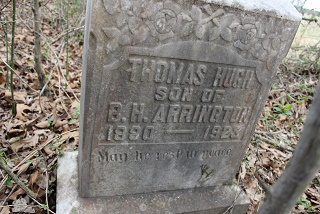 THOMAS HUGH
SON OF
B.H. ARRINGTON
1890 — 1923
May he rest in peace